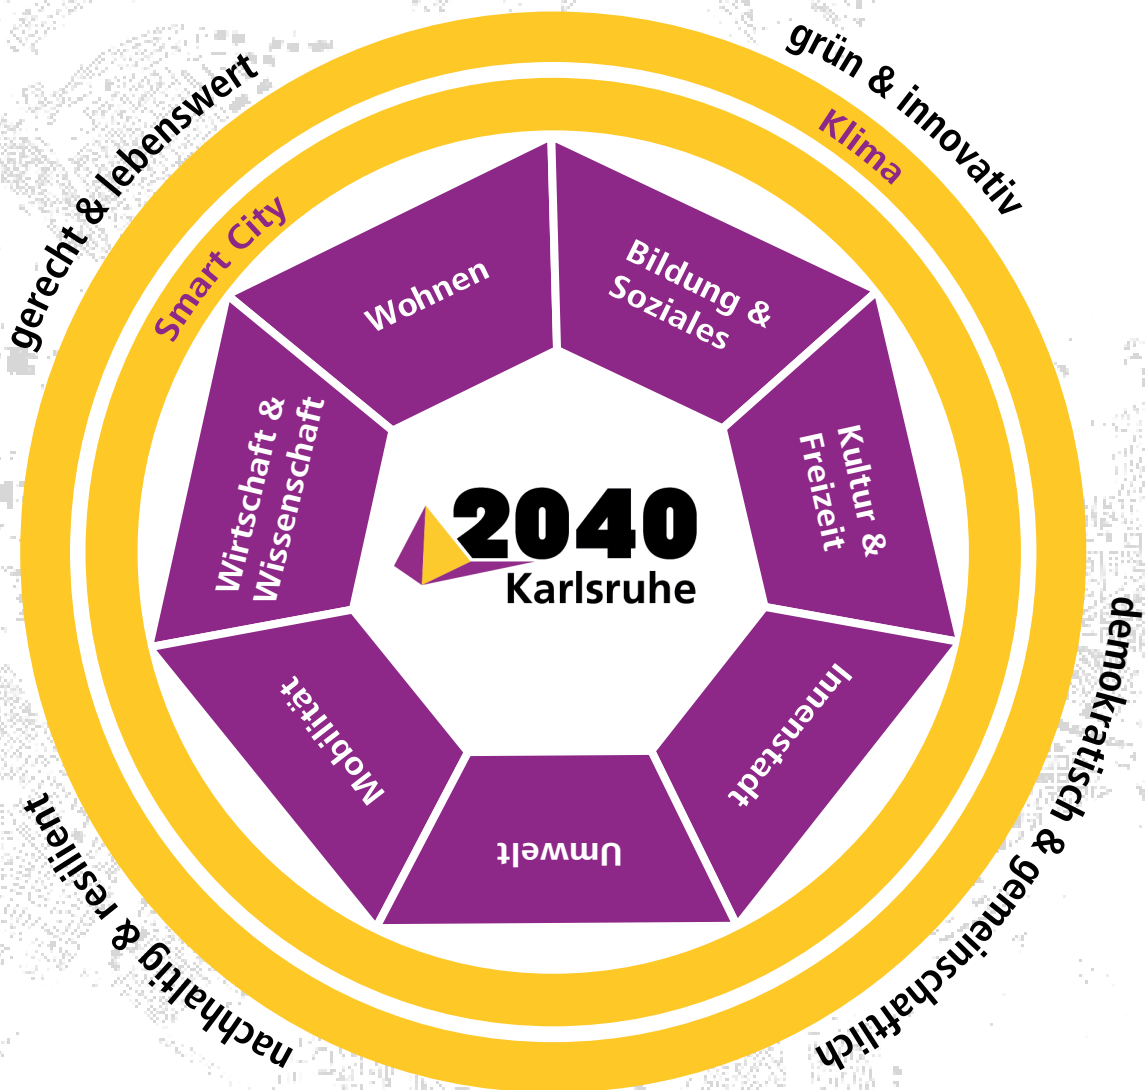 gerecht & lebenswert
grün & innovativ
Klima
Smart City
Wohnen
Bildung &
Soziales
Kultur &
Freizeit
Wirtschaft &
Wissenschaft
2040
Karlsruhe
Innenstadt
Mobilität
Umwelt
demokratisch & gemeinschaftlich
nachhaltig & resilient